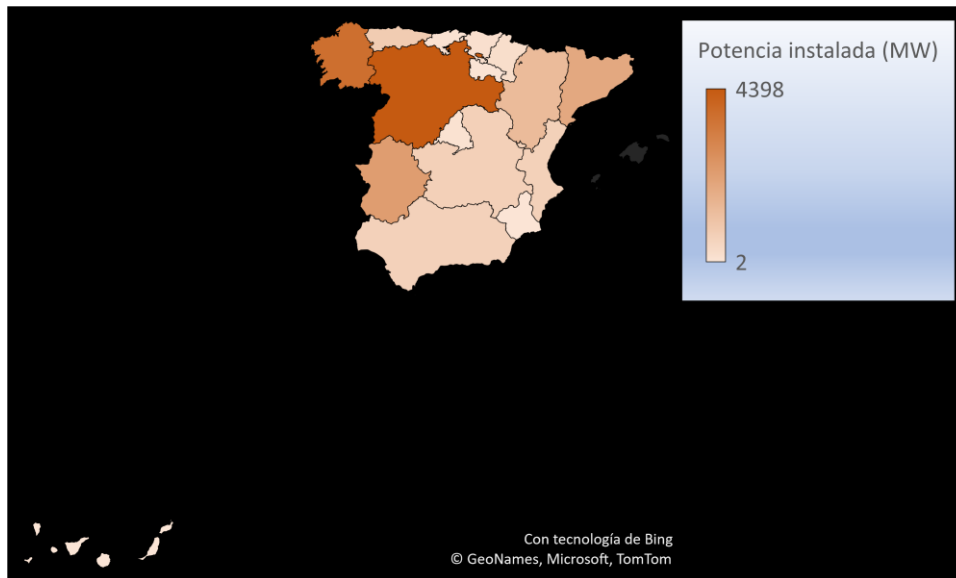 Potencia instalada (MW)
4398
2
Con tecnología de Bing
© GeoNames, Microsoft, TomTom